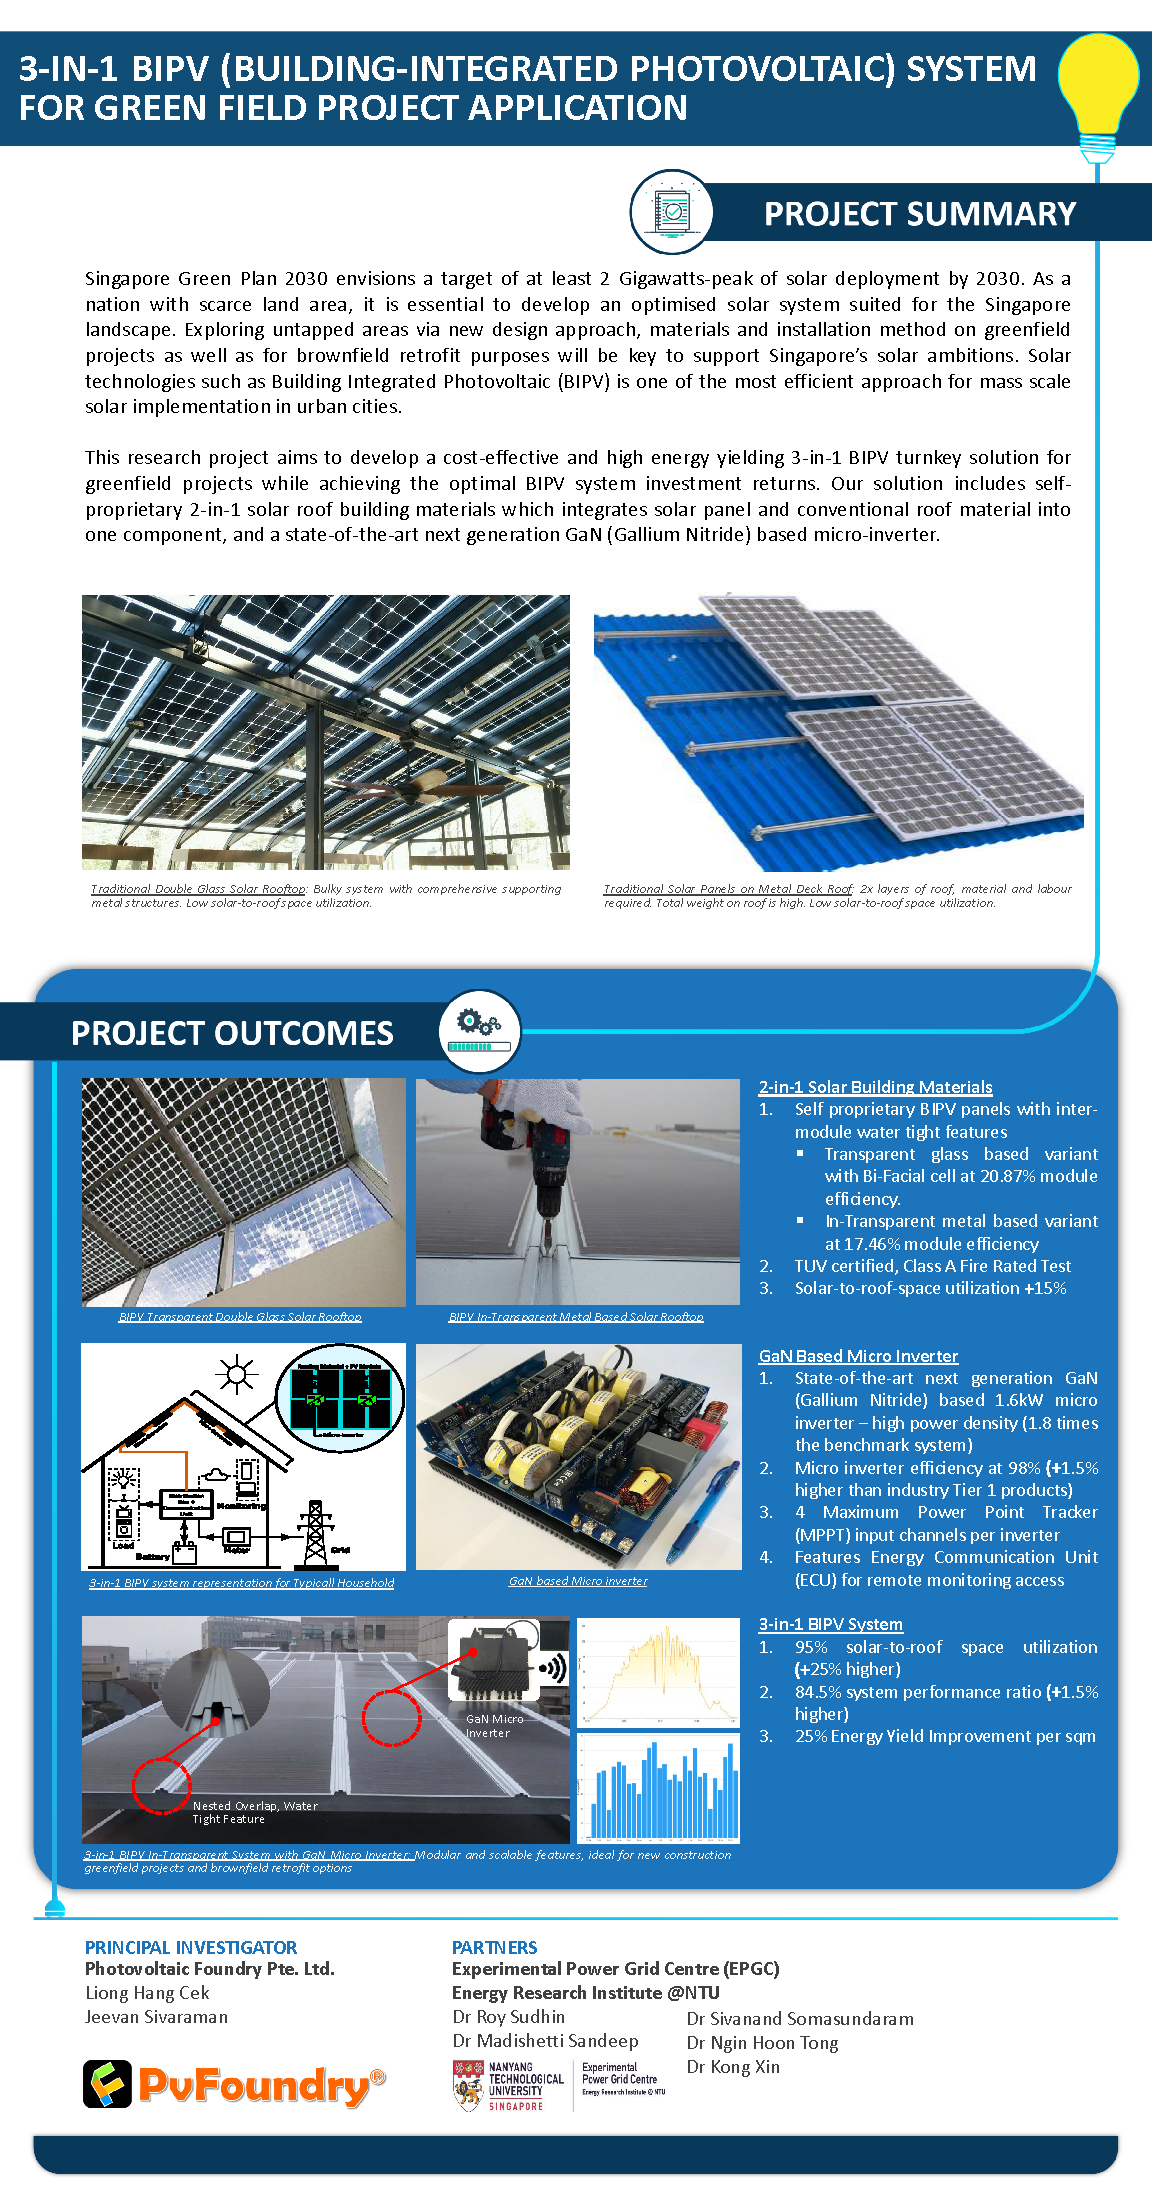 3-IN-1 BIPV (BUILDING-INTEGRATED PHOTOVOLTAIC) SYSTEM
FOR GREEN FIELD PROJECT APPLICATION
PROJECT SUMMARY
Singapore Green Plan 2030 envisions a target of at least 2 Gigawatts-peak of solar deployment by 2030. As a
nation with scarce land area, it is essential to develop an optimised solar system suited for the Singapore
landscape. Exploring untapped areas via new design approach, materials and installation method on greenfield
projects as well as for brownfield retrofit purposes will be key to support Singapore's solar ambitions. Solar
technologies such as Building Integrated Photovoltaic (BIPV) is one of the most efficient approach for mass scale
solar implementation in urban cities.
This research project aims to develop a cost-effective and high energy yielding 3-in-1 BIPV turnkey solution for
greenfield projects while achieving the optimal BIPV system investment returns. Our solution includes self-
proprietary 2-in-1 solar roof building materials which integrates solar panel and conventional roof material into
one component, and a state-of-the-art next generation GaN (Gallium Nitride) based micro-inverter.
Traditional Double Glass Solar Rooftop: Bulky system with comprehensive supporting
metal structures. Low solar-to-roof space utilization.
Traditional Solar Panels on Metal Deck Roof: 2x layers of roof, material and labour
required. Total weight on roof is high. Low solar-to-roof space utilization.
PROJECT OUTCOMES
BIPV Transparent Double Glass Solar Rooftop
BIPV In-Transparent Metal Based Solar Rooftop
2-in-1 Solar Building Materials
1. Self proprietary BIPV panels with inter-
module water tight features
▪ Transparent glass based variant
with Bi-Facial cell at 20.87% module
efficiency.
▪ In-Transparent metal based variant
at 17.46% module efficiency
2. TUV certified, Class A Fire Rated Test
3. Solar-to-roof-space utilization +15%
Micro Inverter
Monitoring
Load
Battery
Meter
Grid
3-in-1 BIPV system representation for Typicall Household
GaN based Micro inverter
GaN Based Micro Inverter
1. State-of-the-art next generation GaN
(Gallium Nitride) based 1.6kW micro
inverter – high power density (1.8 times
the benchmark system)
2. Micro inverter efficiency at 98% (+1.5%
higher than industry Tier 1 products)
3. 4 Maximum Power Point Tracker
(MPPT) input channels per inverter
4. Features Energy Communication Unit
(ECU) for remote monitoring access
GaN Micro
Inverter
Nested Overlap, Water
Tight Feature
3-in-1 BIPV In-Transparent System with GaN Micro Inverter: Modular and scalable features, ideal for new construction
greenfield projects and brownfield retrofit options
3-in-1 BIPV System
1. 95% solar-to-roof space utilization
(+25% higher)
2. 84.5% system performance ratio (+1.5%
higher)
3. 25% Energy Yield Improvement per sqm
PRINCIPAL INVESTIGATOR
Photovoltaic Foundry Pte. Ltd.
Liong Hang Cek
Jeevan Sivaraman
PvFoundry®
PARTNERS
Experimental Power Grid Centre (EPGC)
Energy Research Institute @NTU
Dr Roy Sudhin
Dr Madishetti Sandeep
Dr Sivanand Somasundaram
Dr Ngin Hoon Tong
Dr Kong Xin
NANYANG
TECHNOLOGICAL
UNIVERSITY
SINGAPORE
Experimental
Power Grid Centre
Energy Research Institute @ NTU